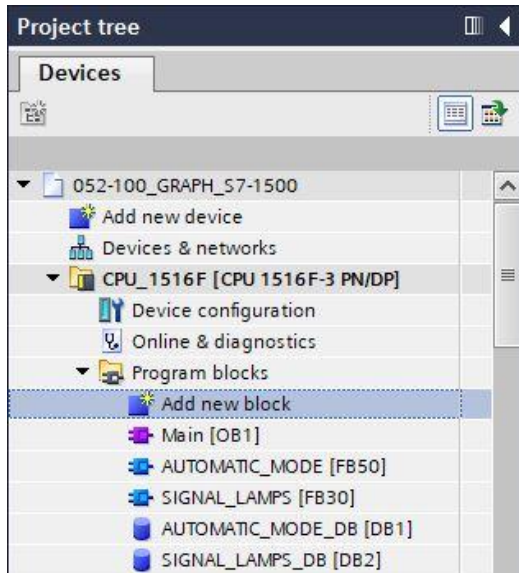 Project tree
Devices
052-100_GRAPH_S7-1500
Add new device
Devices & networks
CPU_1516F [CPU 1516F-3 PN/DP]
Device configuration
Online & diagnostics
Program blocks
Add new block
Main [OB1]
AUTOMATIC_MODE [FB50]
SIGNAL_LAMPS [FB30]
AUTOMATIC_MODE_DB [DB1]
SIGNAL_LAMPS_DB [DB2]